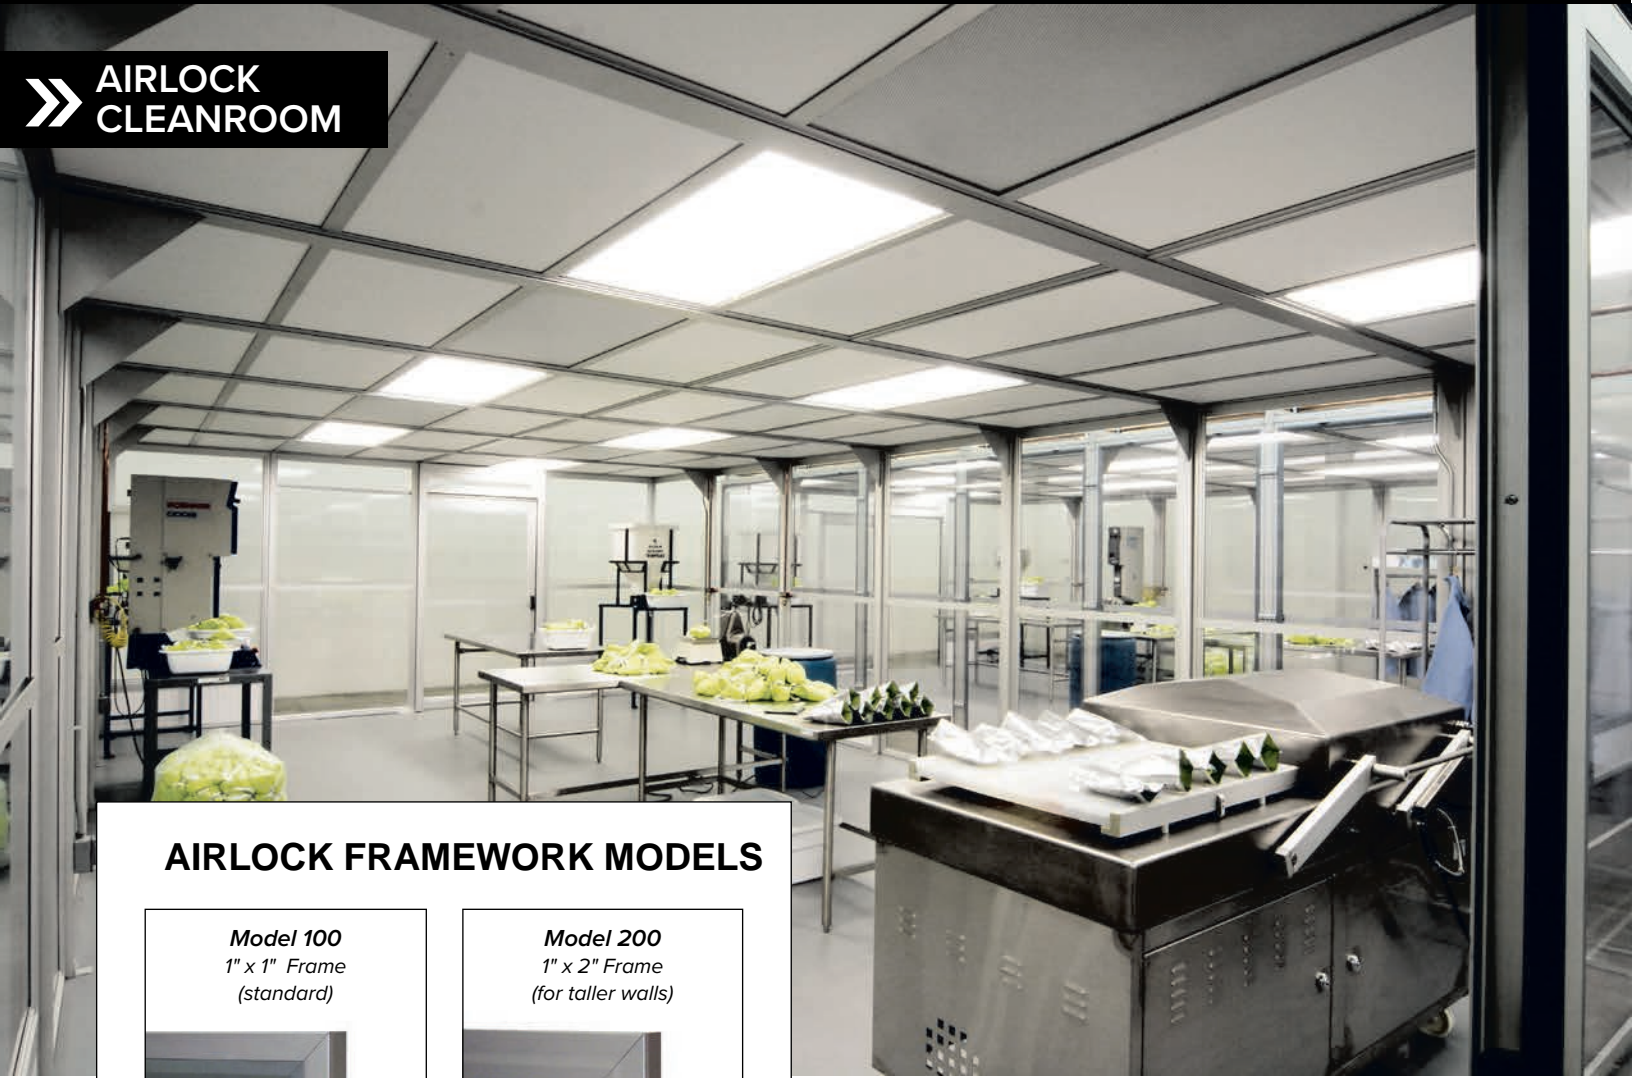 AIRLOCK
CLEANROOM
AIRLOCK FRAMEWORK MODELS
Model 100
1" x 1" Frame
(standard)
Model 200
1" x 2" Frame
(for taller walls)